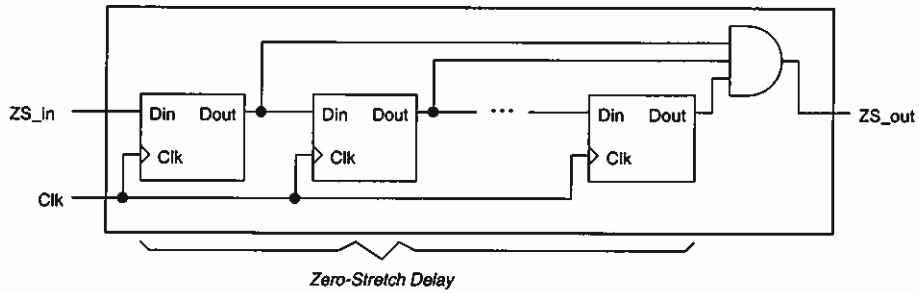 ZS_in
Din Dout
Clk
Din Dout
Clk
...
Din Dout
Clk
ZS_out
Clk
Zero-Stretch Delay